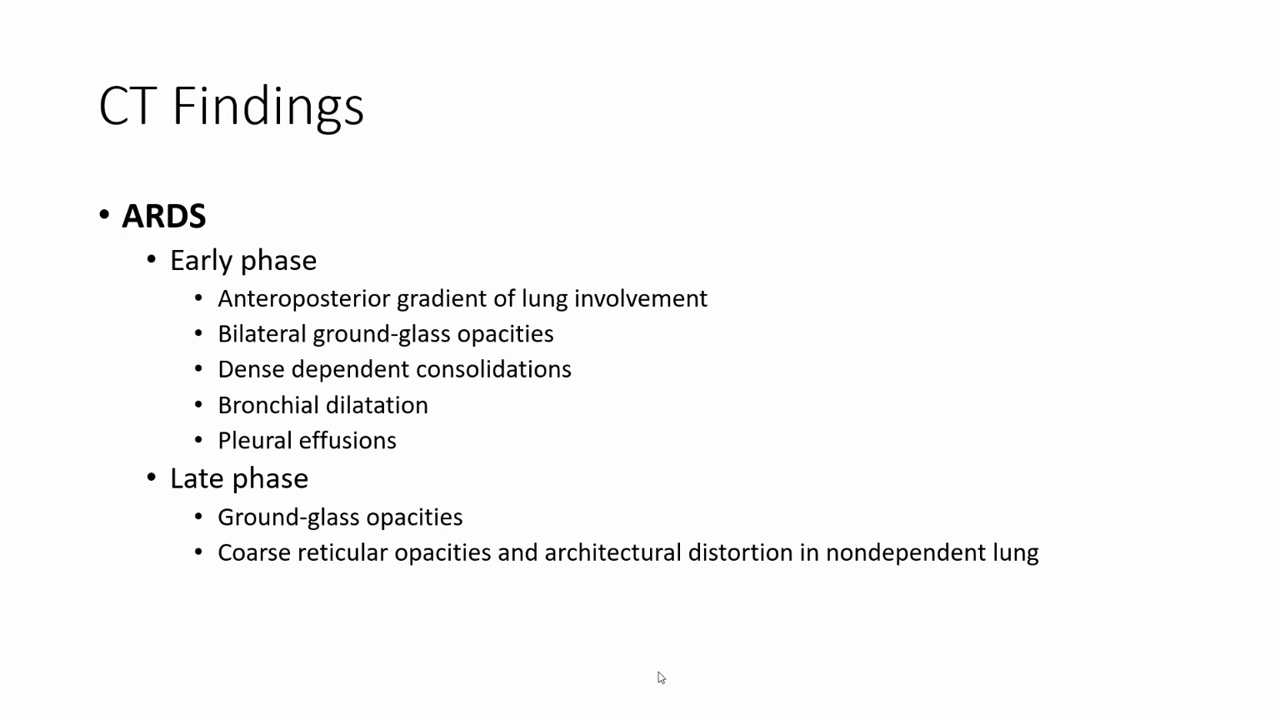 CT Findings
• ARDS
• Early phase
• Anteroposterior gradient of lung involvement
• Bilateral ground-glass opacities
• Dense dependent consolidations
• Bronchial dilatation
• Pleural effusions
• Late phase
• Ground-glass opacities
• Coarse reticular opacities and architectural distortion in nondependent lung